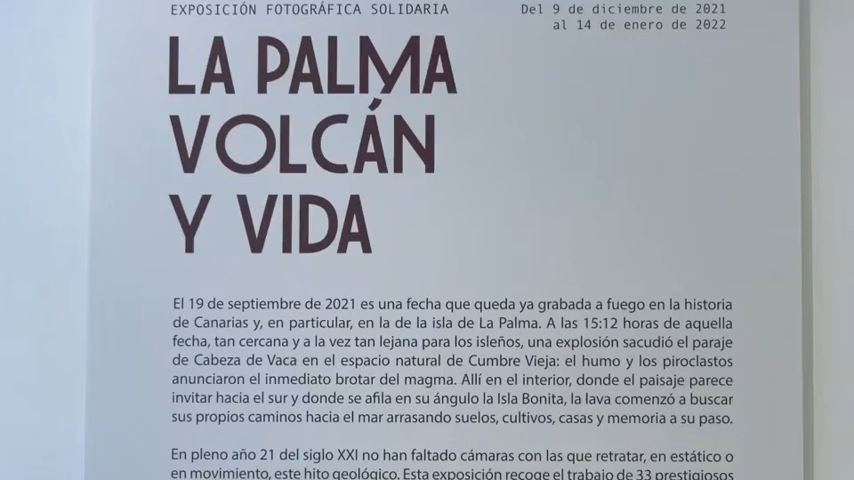 EXPOSICIÓN FOTOGRÁFICA SOLIDARIA
Del 9 de diciembre de 2021
al 14 de enero de 2022
LA PALMA
VOLCÁN
Y VIDA
El 19 de septiembre de 2021 es una fecha que queda ya grabada a fuego en la historia
de Canarias y, en particular, en la de la isla de La Palma. A las 15:12 horas de aquella
fecha, tan cercana y a la vez tan lejana para los isleños, una explosión sacudió el paraje
de Cabeza de Vaca en el espacio natural de Cumbre Vieja: el humo y los piroclastos
anunciaron el inmediato brotar del magma. Allí en el interior, donde el paisaje parece
invitar hacia el sur y donde se afila en su ángulo la Isla Bonita, la lava comenzó a buscar
sus propios caminos hacia el mar arrasando suelos, cultivos, casas y memoria a su paso.
En pleno año 21 del siglo XXI no han faltado cámaras con las que retratar, en estático o
en movimiento, este hito geológico. Esta exposición recoge el trabajo de 33 prestigiosos